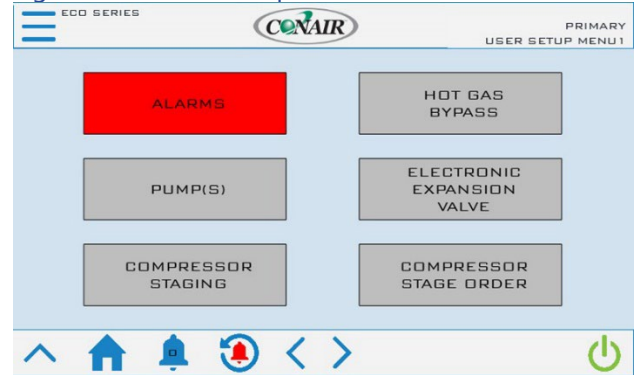 ECO SERIES
CONAIR
PRIMARY
USER SETUP MENU1
ALARMS
HOT GAS
BYPASS
PUMP(S)
ELECTRONIC
EXPANSION
VALVE
COMPRESSOR
STAGING
COMPRESSOR
STAGE ORDER
0